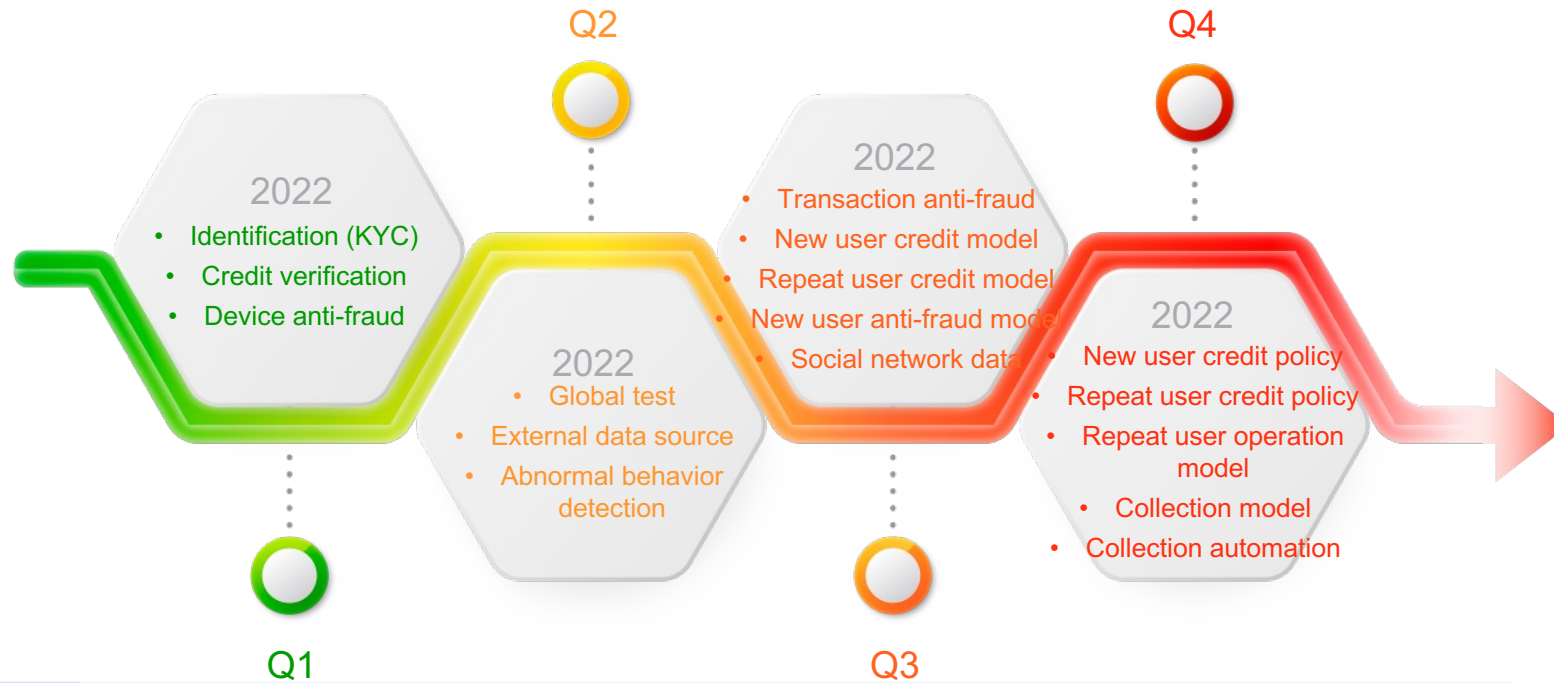 Q2
Q4
2022
• Identification (KYC)
• Credit verification
• Device anti-fraud
2022
• Global test
• External data source
• Abnormal behavior
detection
2022
• Transaction anti-fraud
• New user credit model
• Repeat user credit model
• New user anti-fraud model
• Social network data
2022
• New user credit policy
• Repeat user credit policy
• Repeat user operation
model
• Collection model
• Collection automation
Q1
Q3